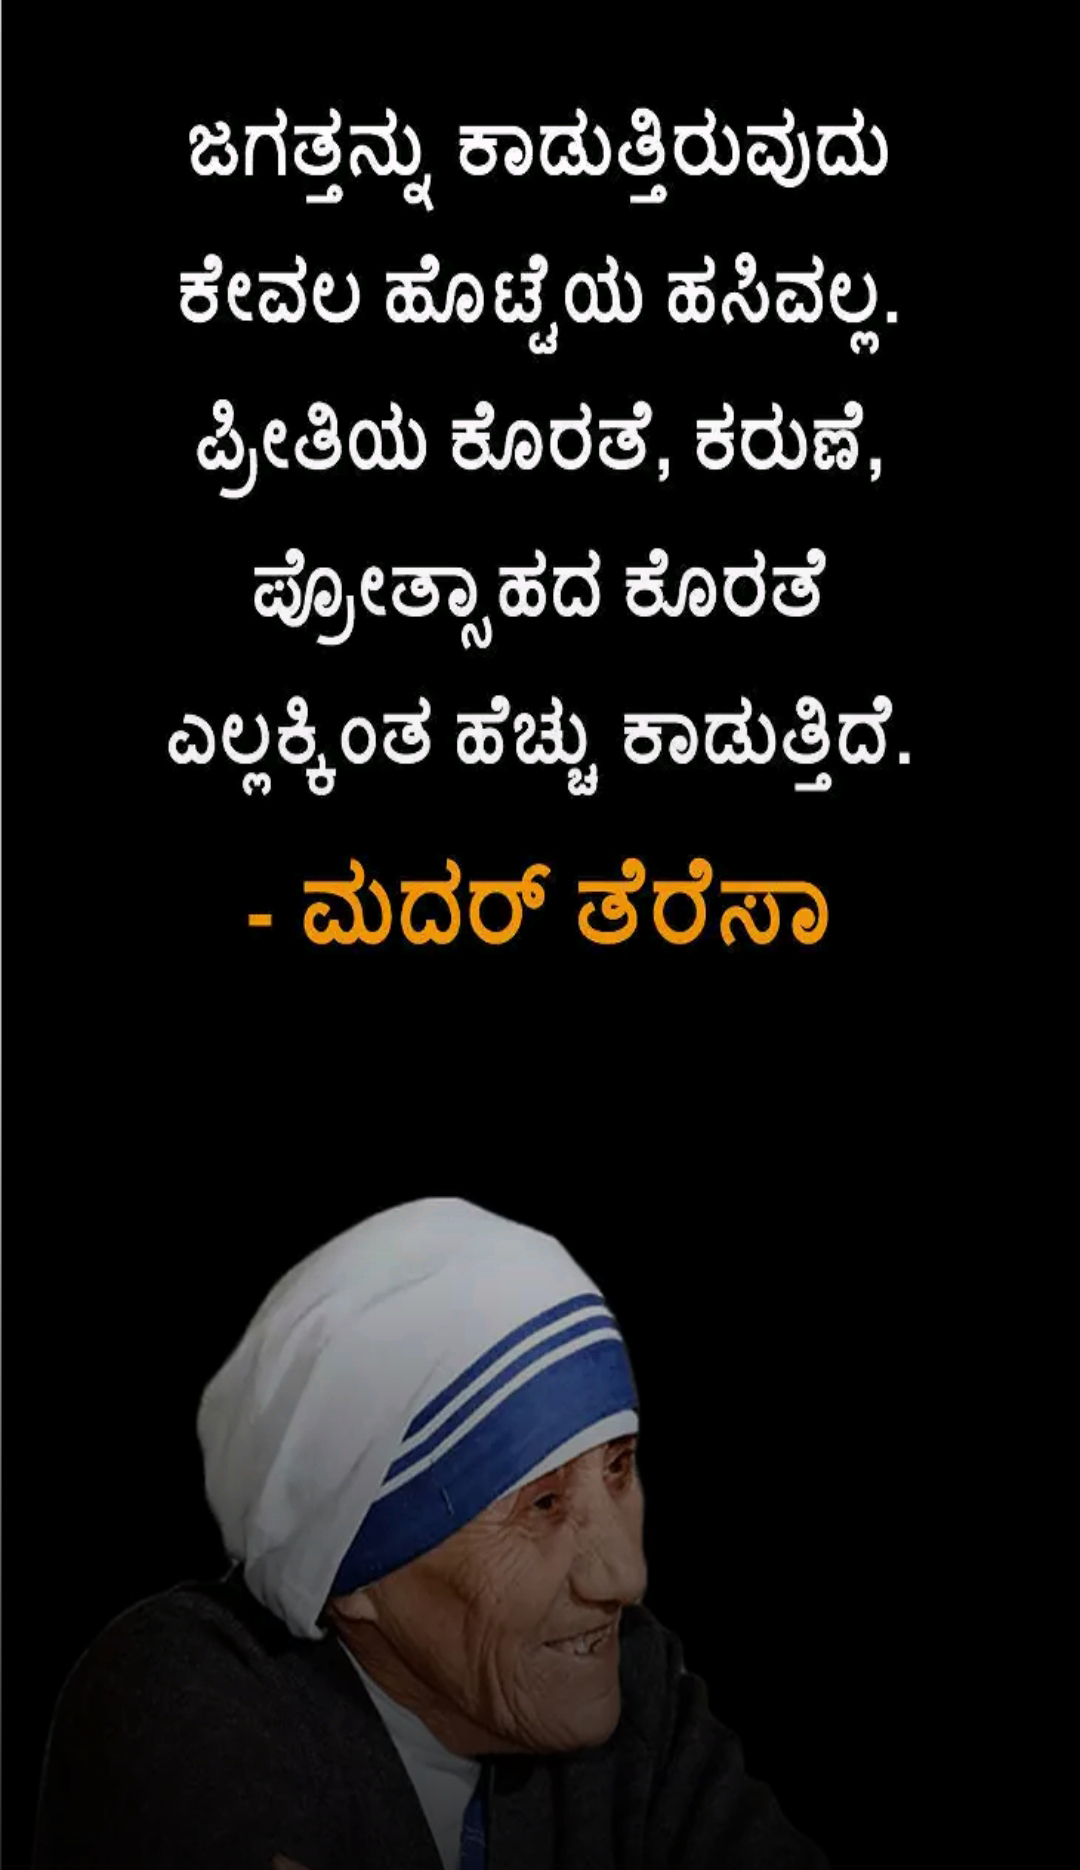 ಜಗತ್ತನ್ನು ಕಾಡುತ್ತಿರುವುದು
ಕೇವಲ ಹೊಟ್ಟೆಯ ಹಸಿವಲ್ಲ.
ಪ್ರೀತಿಯ ಕೊರತೆ, ಕರುಣೆ,
ಪ್ರೋತ್ಸಾಹದ ಕೊರತೆ
ಎಲ್ಲಕ್ಕಿಂತ ಹೆಚ್ಚು ಕಾಡುತ್ತಿದೆ.
- ಮದರ್ ತೆರೆಸಾ